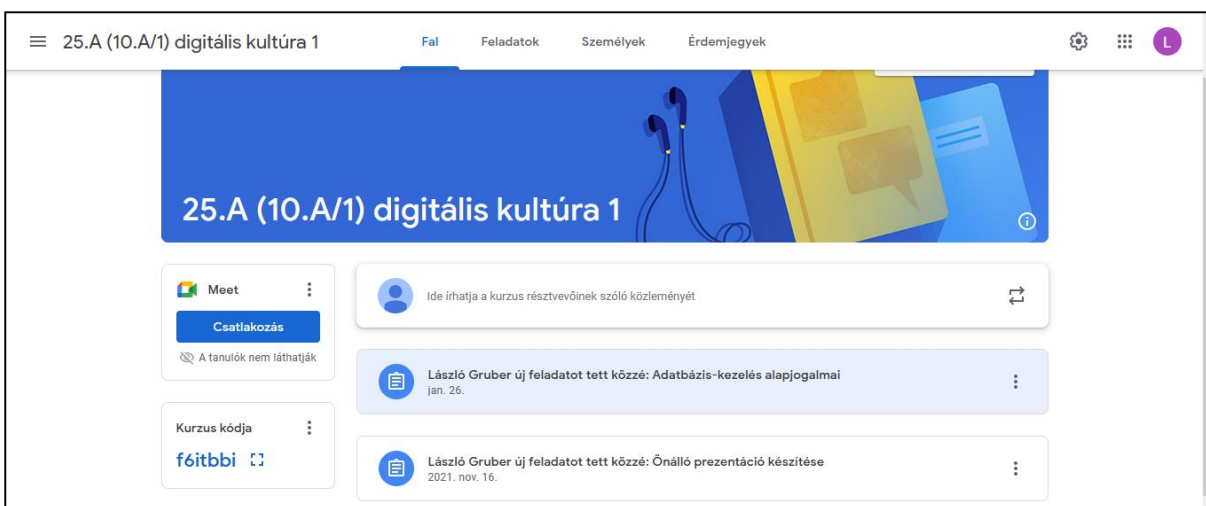 25.A (10.A/1) digitális kultúra 1
Fal
Feladatok
Személyek
Érdemjegyek
L
25.A (10.A/1) digitális kultúra 1
Meet
Csatlakozás
A tanulók nem láthatják
Kurzus kódja
f6itbbi
Ide írhatja a kurzus résztvevőinek szóló közleményét
László Gruber új feladatot tett közzé: Adatbázis-kezelés alapjogalmai
jan. 26.
László Gruber új feladatot tett közzé: Önálló prezentáció készítése
2021. nov. 16.